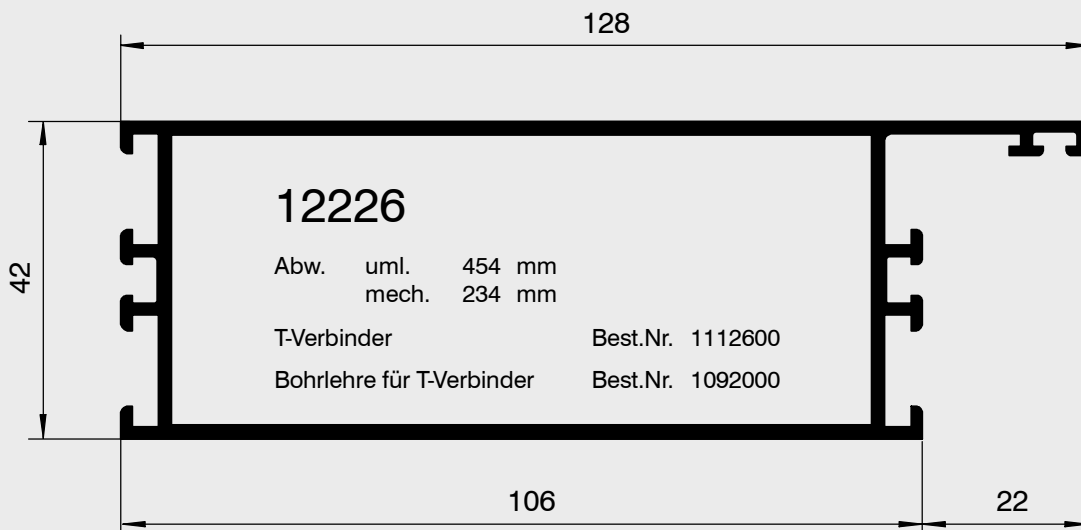 128
42
12226
Abw. uml. 454 mm
mech. 234 mm
T-Verbinder Best.Nr. 1112600
Bohrlehre für T-Verbinder Best.Nr. 1092000
106 22